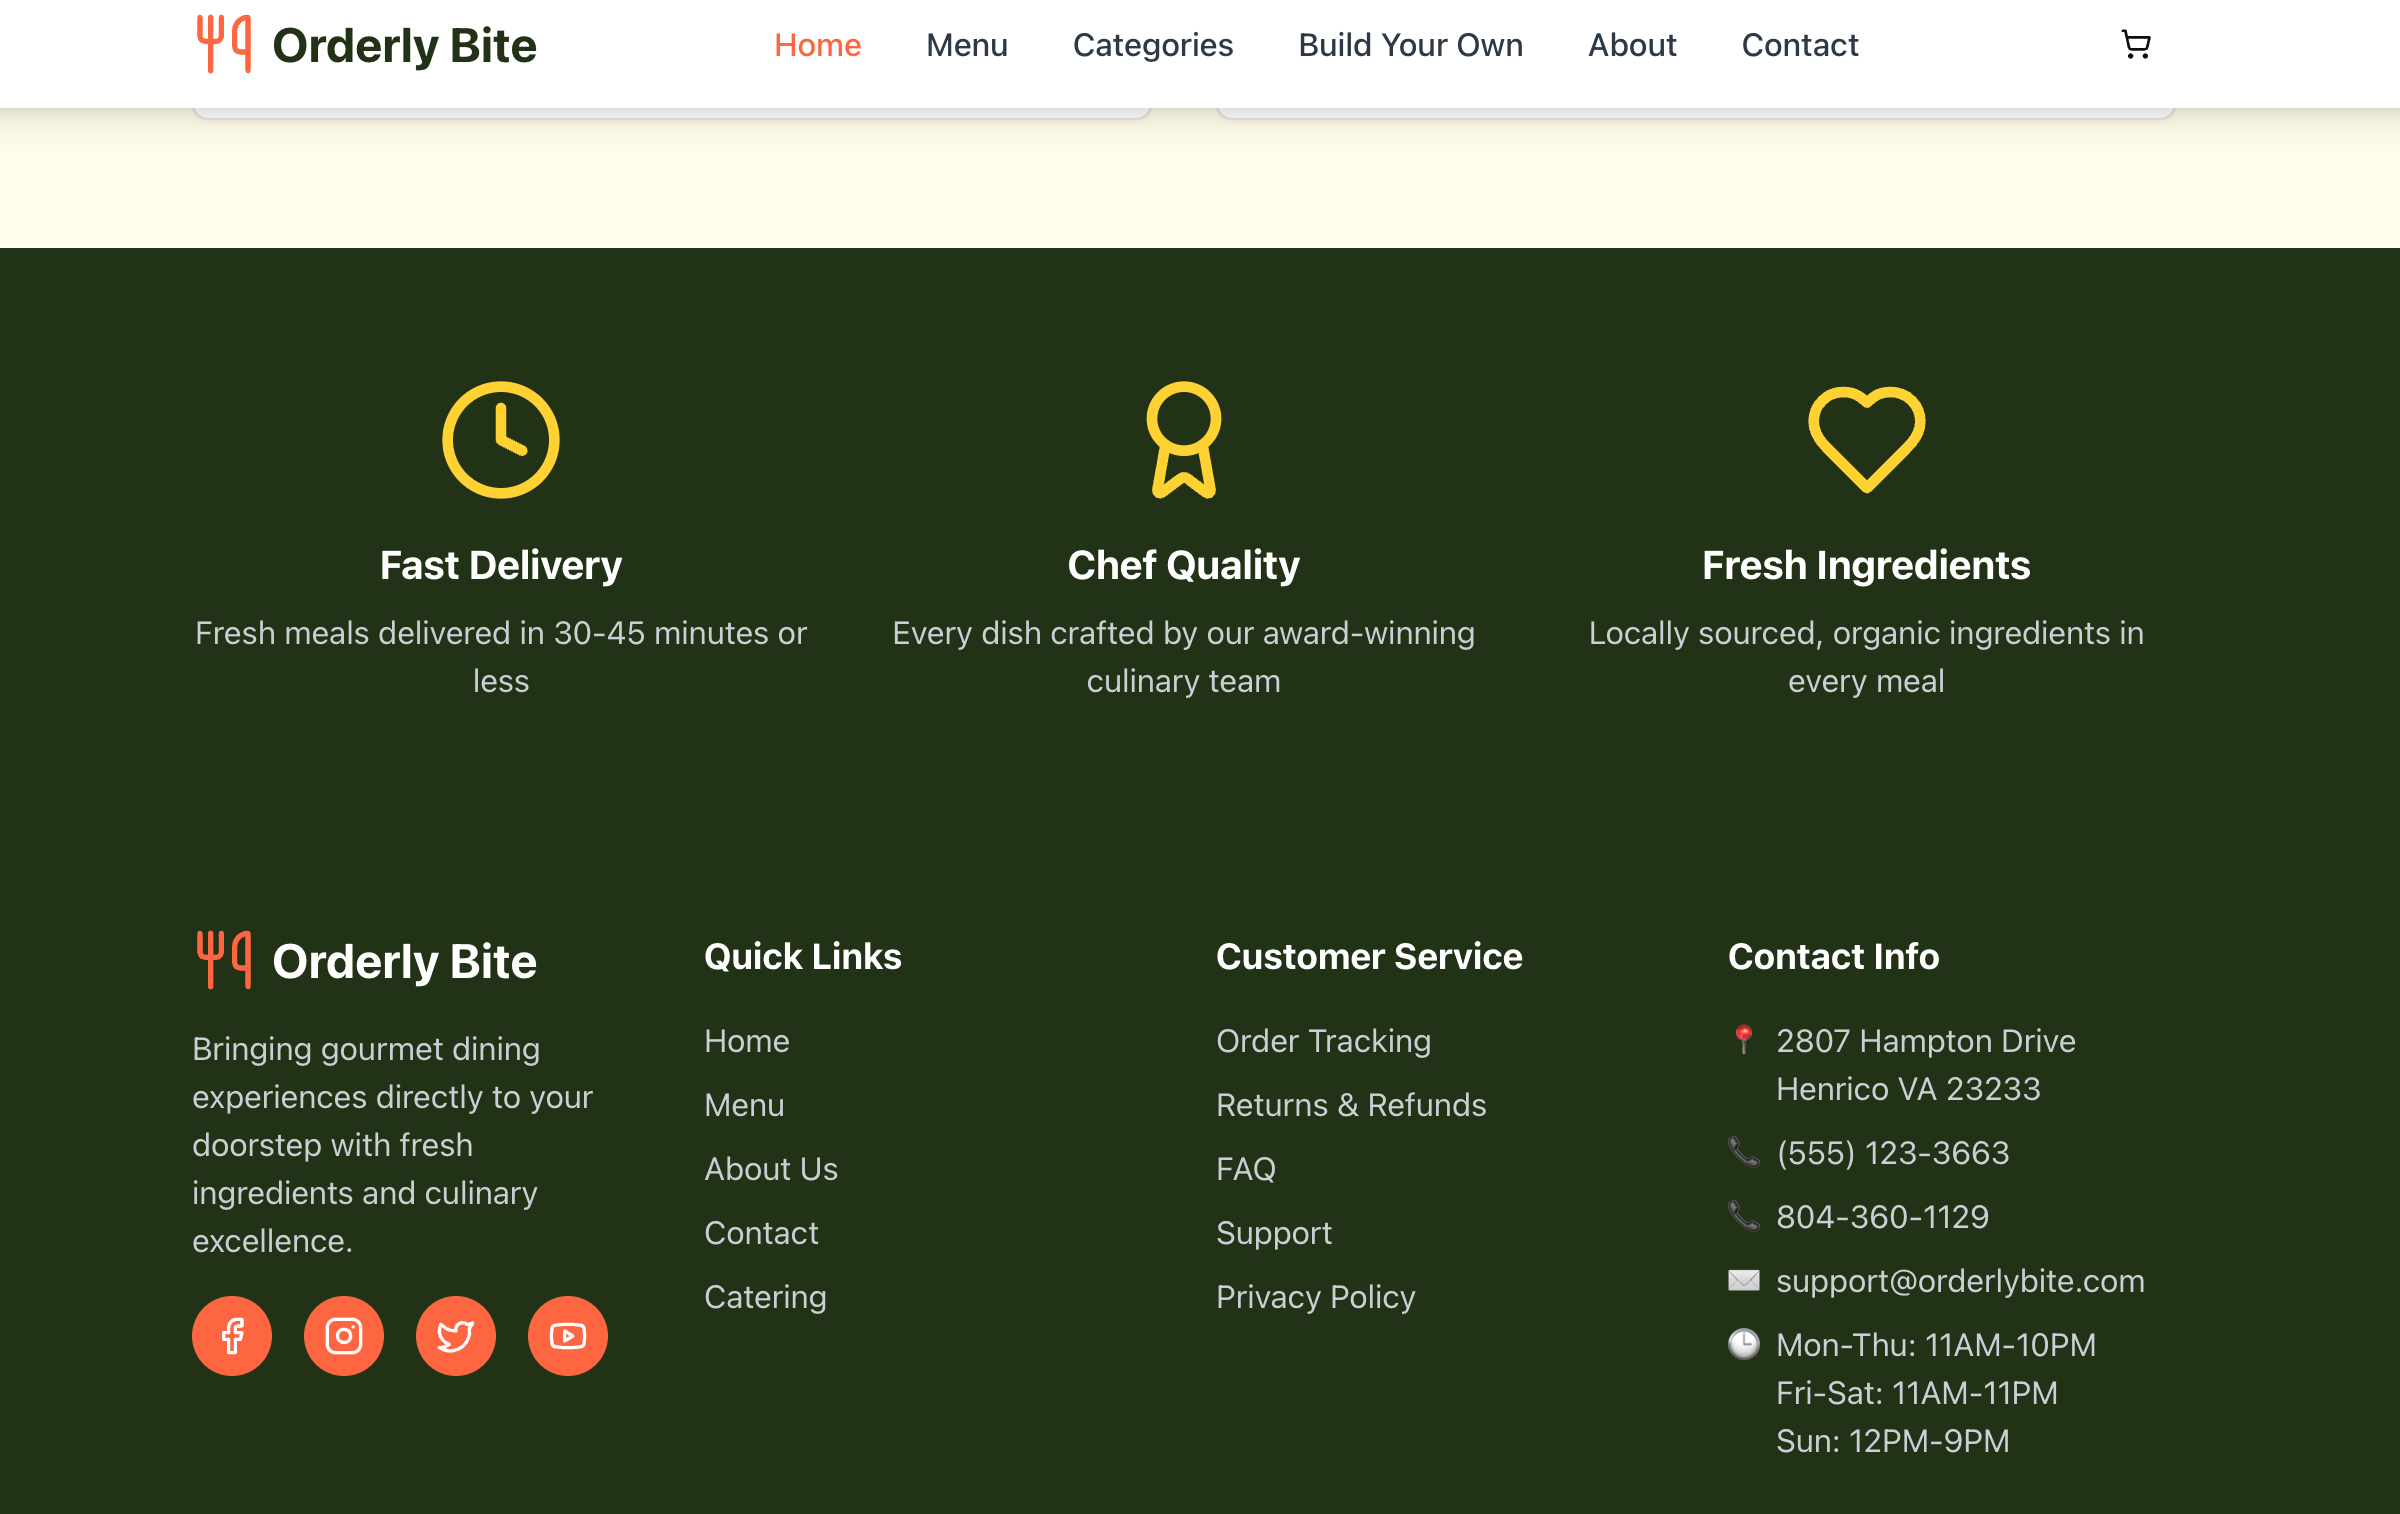 Orderly Bite
Home
Menu
Categories
Build Your Own
About
Contact
Fast Delivery
Fresh meals delivered in 30-45 minutes or
less
Chef Quality
Every dish crafted by our award-winning
culinary team
Fresh Ingredients
Locally sourced, organic ingredients in
every meal
Orderly Bite
Bringing gourmet dining
experiences directly to your
doorstep with fresh
ingredients and culinary
excellence.
Quick Links
Home
Menu
About Us
Contact
Catering
Customer Service
Order Tracking
Returns & Refunds
FAQ
Support
Privacy Policy
Contact Info
2807 Hampton Drive
Henrico VA 23233
(555) 123-3663
804-360-1129
support@orderlybite.com
Mon-Thu: 11AM-10PM
Fri-Sat: 11AM-11PM
Sun: 12PM-9PM